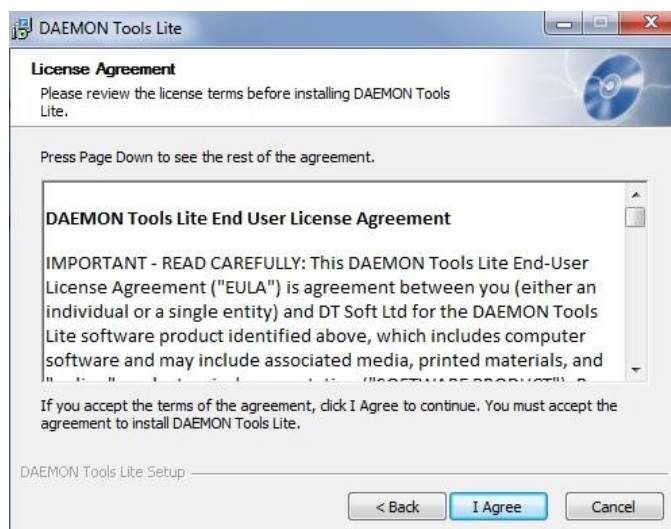 DAEMON Tools Lite
License Agreement
Please review the license terms before installing DAEMON Tools
Lite.
Press Page Down to see the rest of the agreement.
DAEMON Tools Lite End User License Agreement
IMPORTANT - READ CAREFULLY: This DAEMON Tools Lite End-User
License Agreement ("EULA") is agreement between you (either an
individual or a single entity) and DT Soft Ltd for the DAEMON Tools
Lite software product identified above, which includes computer
software and may include associated media, printed materials, and
If you accept the terms of the agreement, click I Agree to continue. You must accept the
agreement to install DAEMON Tools Lite.
DAEMON Tools Lite Setup
< Back I Agree Cancel